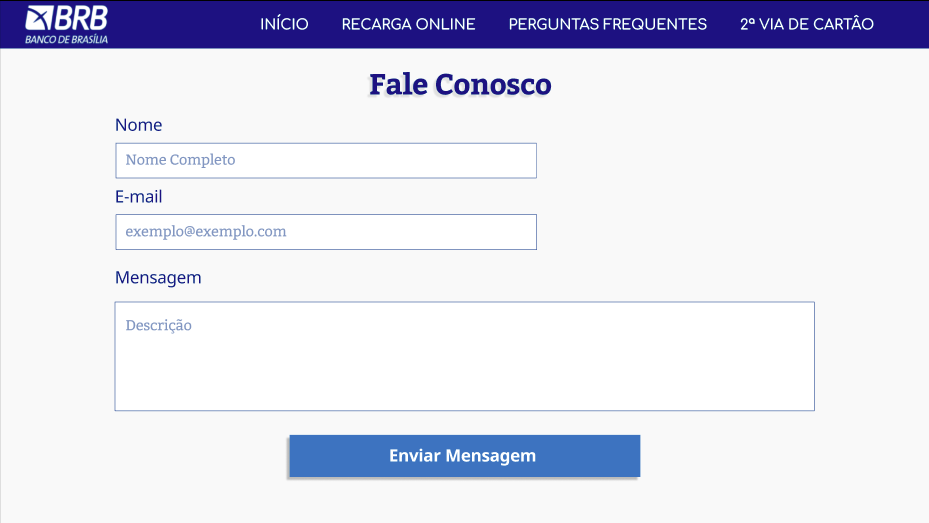 BRB
BANCO DE BRASÍLIA
INÍCIO RECARGA ONLINE PERGUNTAS FREQUENTES 2ª VIA DE CARTÂO
Fale Conosco
Nome
Nome Completo
E-mail
exemplo@exemplo.com
Mensagem
Descrição
Enviar Mensagem